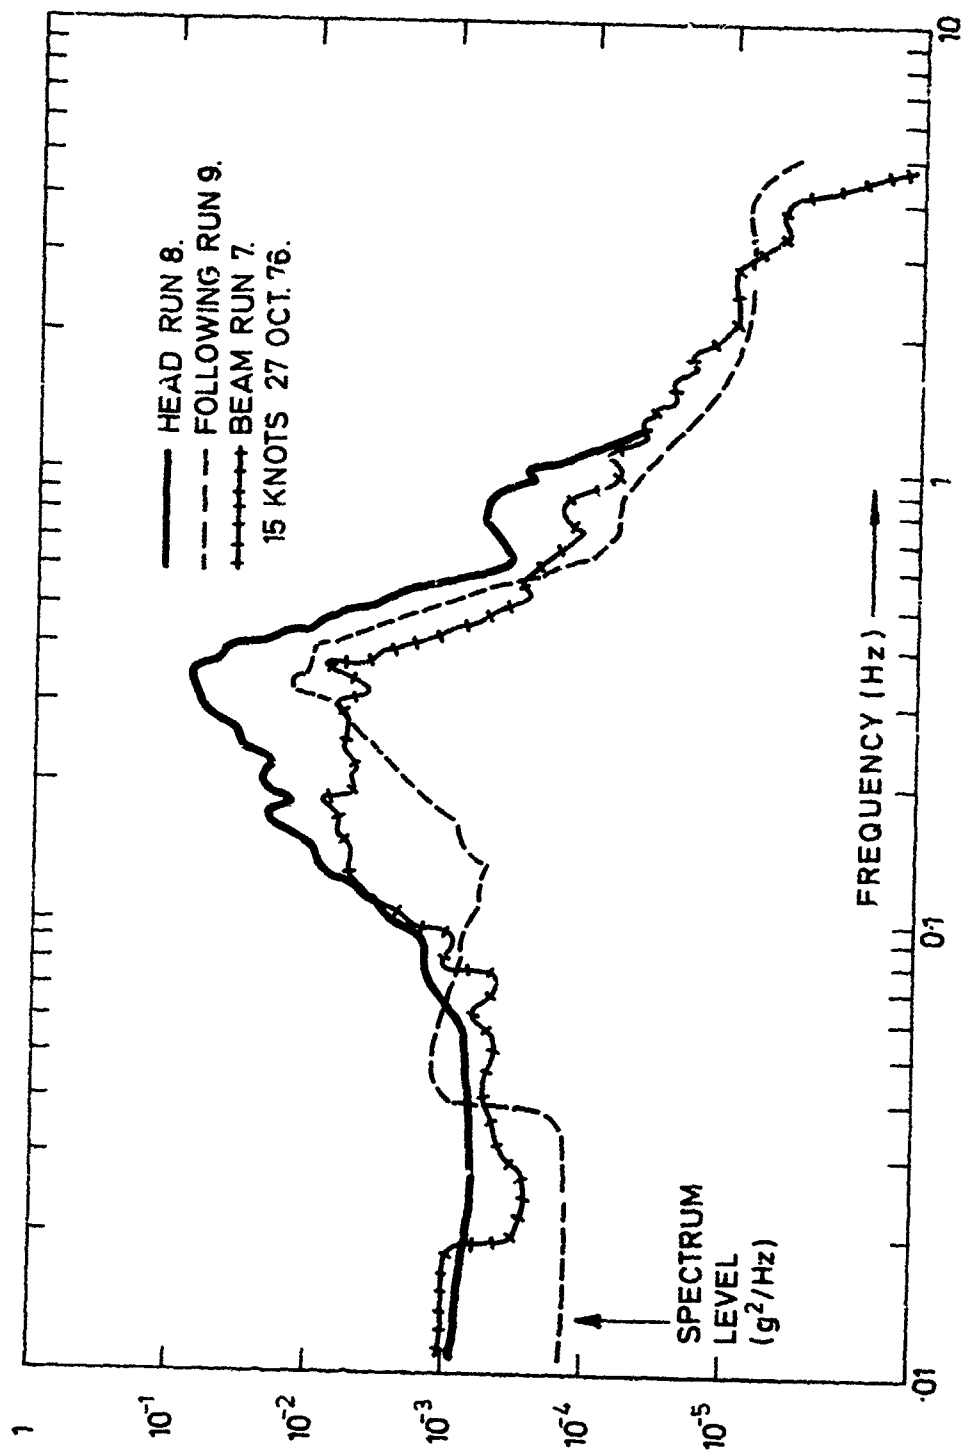 HEAD RUN 8.
FOLLOWING RUN 9.
BEAM RUN 7.
15 KNOTS 27 OCT. 76.
1
10⁻¹
10⁻²
10⁻³
10⁻⁴
10⁻⁵
SPECTRUM
LEVEL
(g²/Hz)
·01
0·1
1
10
FREQUENCY (Hz)